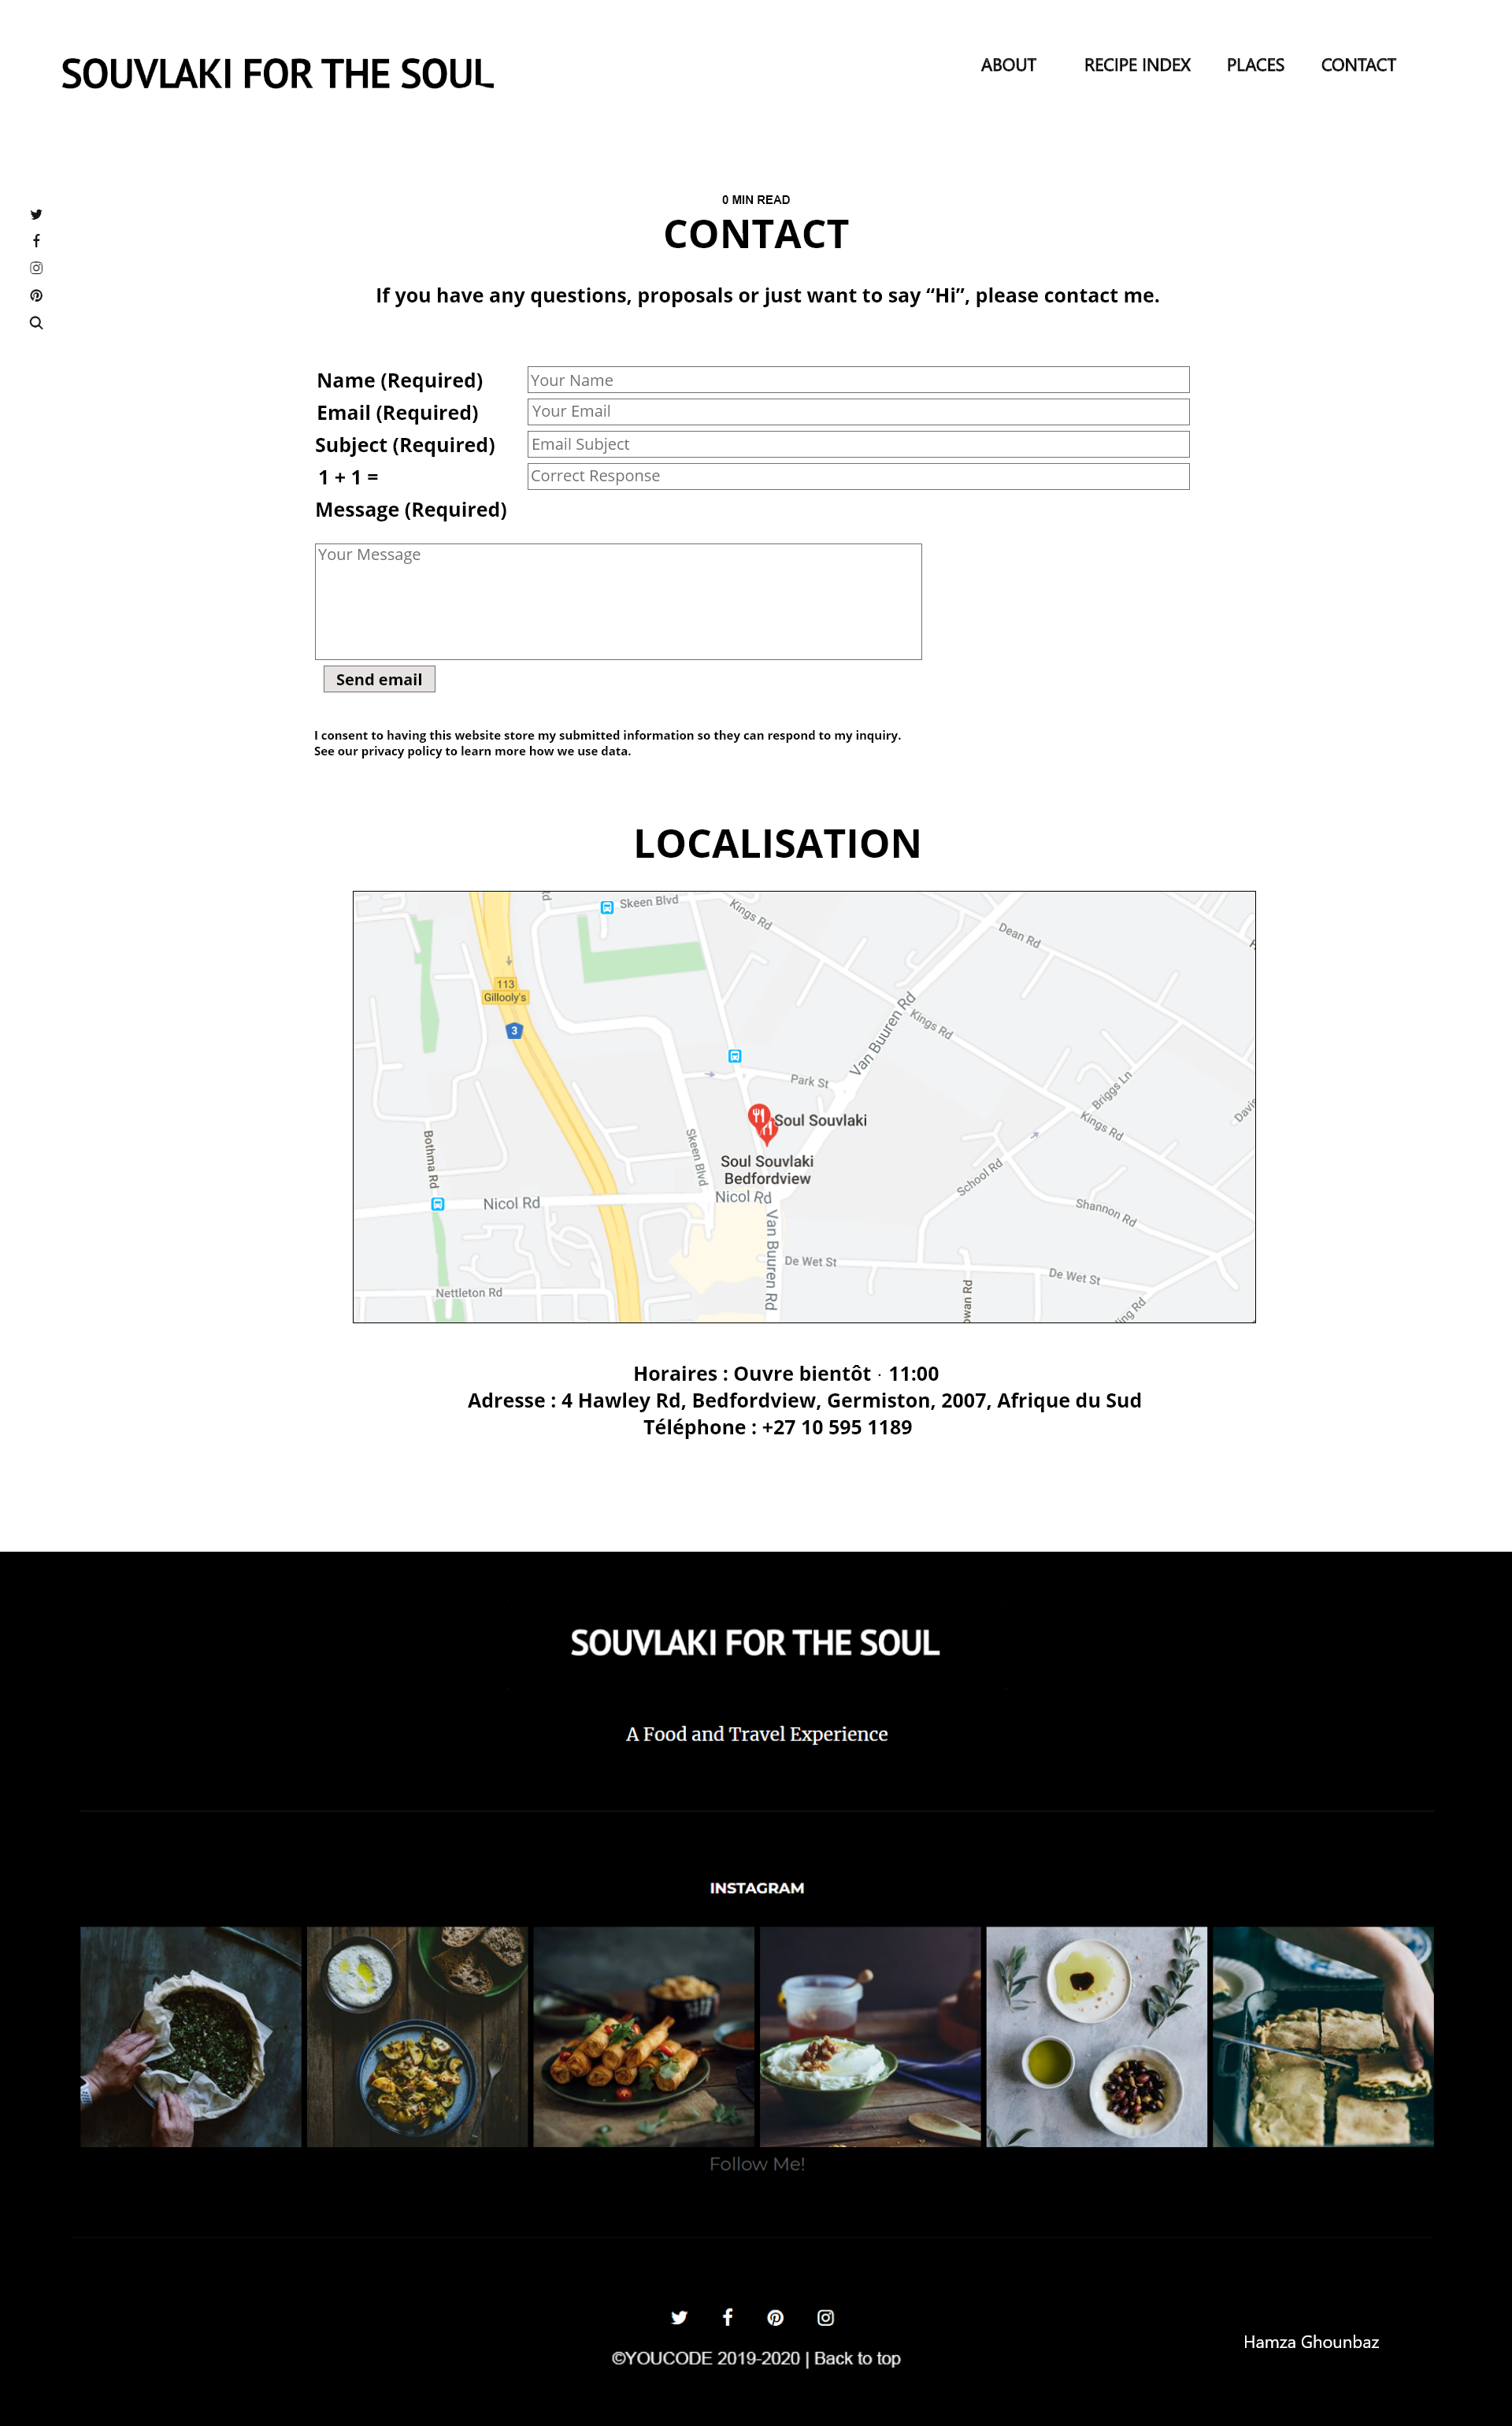 SOUVLAKI FOR THE SOUL
ABOUT RECIPE INDEX PLACES CONTACT
0 MIN READ
CONTACT
If you have any questions, proposals or just want to say “Hi”, please contact me.
Name (Required) Your Name
Email (Required) Your Email
Subject (Required) Email Subject
1 + 1 = Correct Response
Message (Required)
Your Message
Send email
I consent to having this website store my submitted information so they can respond to my inquiry.
See our privacy policy to learn more how we use data.
LOCALISATION
Skeen Blvd
Kings Rd
Dean Rd
113
Gillooly's
3
Van Buuren Rd
Kings Rd
Park St
Briggs Ln
Kings Rd
Soul Souvlaki
Bothma Rd
Skeen Blvd
Soul Souvlaki
Bedfordview
School Rd
Nicol Rd
Nicol Rd
Shannon Rd
Van Buuren Rd
De Wet St
De Wet St
Nettleton Rd
Horaires : Ouvre bientôt · 11:00
Adresse : 4 Hawley Rd, Bedfordview, Germiston, 2007, Afrique du Sud
Téléphone : +27 10 595 1189
SOUVLAKI FOR THE SOUL
A Food and Travel Experience
INSTAGRAM
Follow Me!
Hamza Ghounbaz
©YOUCODE 2019-2020 | Back to top